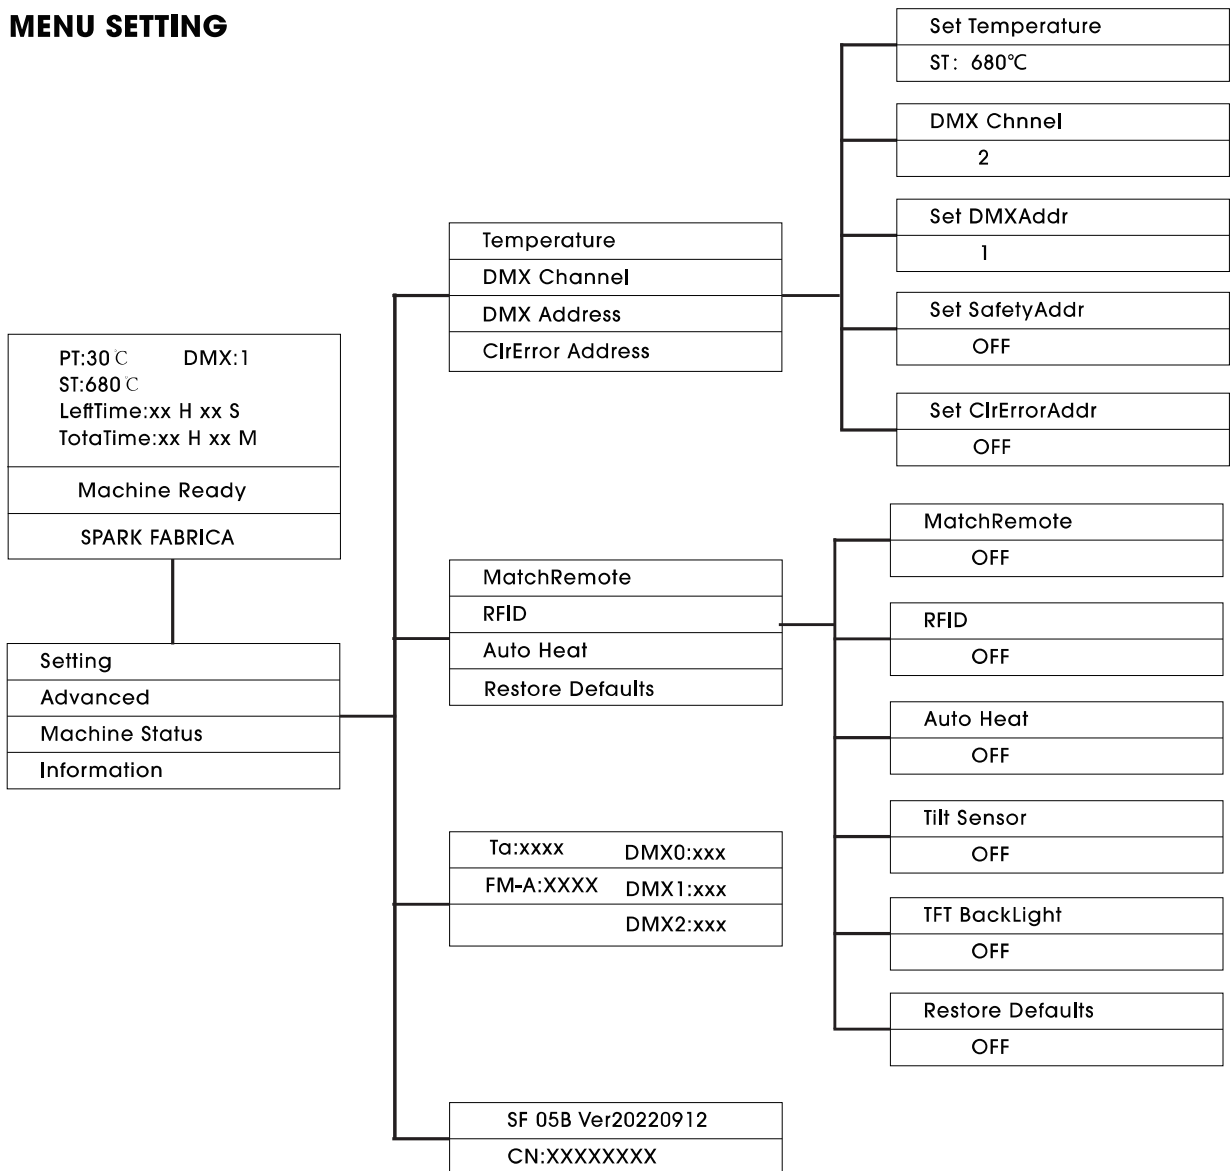 MENU SETTING
PT:30℃ DMX:1
ST:680℃
LeftTime:xx H xx S
TotaTime:xx H xx M
Machine Ready
SPARK FABRICA
Setting
Advanced
Machine Status
Information
Temperature
DMX Channel
DMX Address
ClrError Address
MatchRemote
RFID
Auto Heat
Restore Defaults
Ta:xxxx DMX0:xxx
FM-A:XXXX DMX1:xxx
DMX2:xxx
SF 05B Ver20220912
CN:XXXXXXXX
Set Temperature
ST: 680℃
DMX Chnnel
2
Set DMXAddr
1
Set SafetyAddr
OFF
Set ClrErrorAddr
OFF
MatchRemote
OFF
RFID
OFF
Auto Heat
OFF
Tilt Sensor
OFF
TFT BackLight
OFF
Restore Defaults
OFF